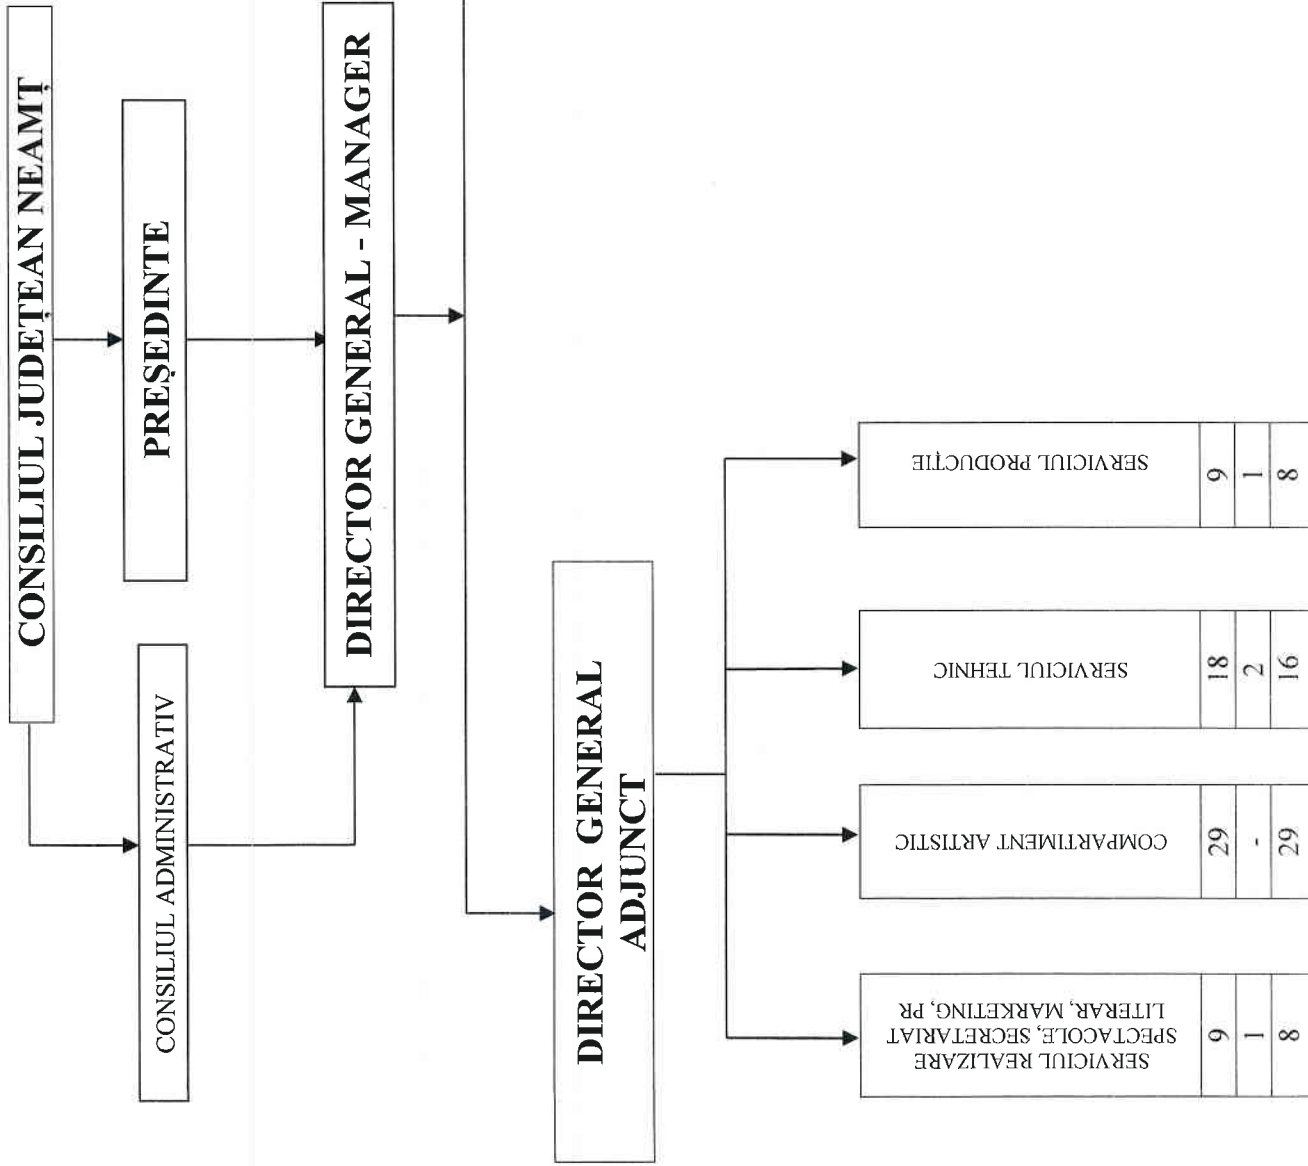 CONSILIUL JUDEȚEAN NEAMȚ
CONSILIUL ADMINISTRATIV
PREȘEDINTE
DIRECTOR GENERAL - MANAGER
DIRECTOR GENERAL
ADJUNCT
SERVICIUL REALIZARE
SPECTACOLE, SECRETARIAT
LITERAR, MARKETING, PR
9
1
8
COMPARTIMENT ARTISTIC
29
-
29
SERVICIUL TEHNIC
18
2
16
SERVICIUL PRODUCȚIE
9
1
8